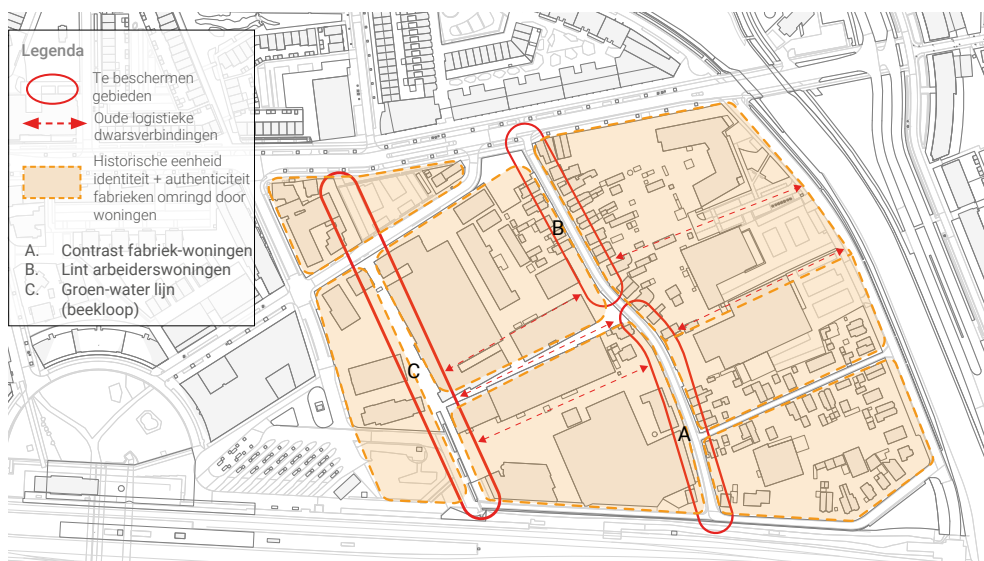 Legenda
Te beschermen
gebieden
Oude logistieke
dwarsverbindingen
Historische eenheid
identiteit + authenticiteit
fabrieken omringd door
woningen
A. Contrast fabriek-woningen
B. Lint arbeiderswoningen
C. Groen-water lijn
(beekloop)
B
C
A